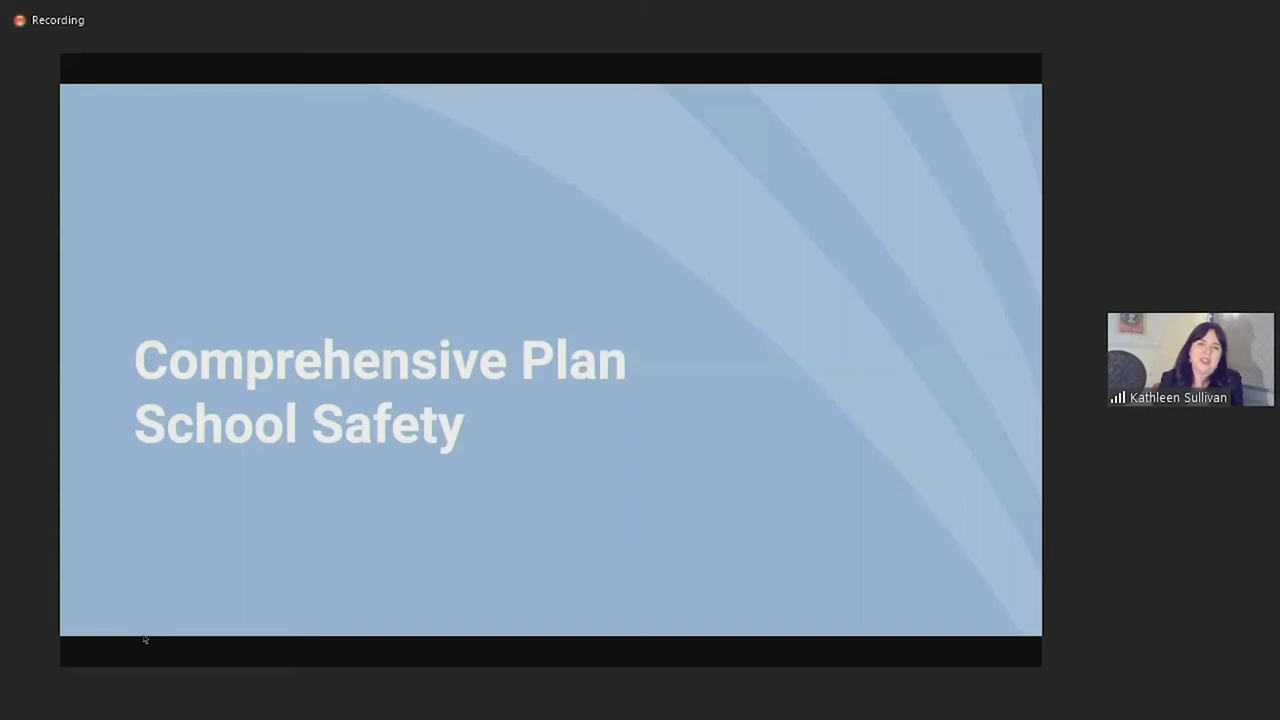 Recording
Comprehensive Plan
School Safety
Kathleen Sullivan